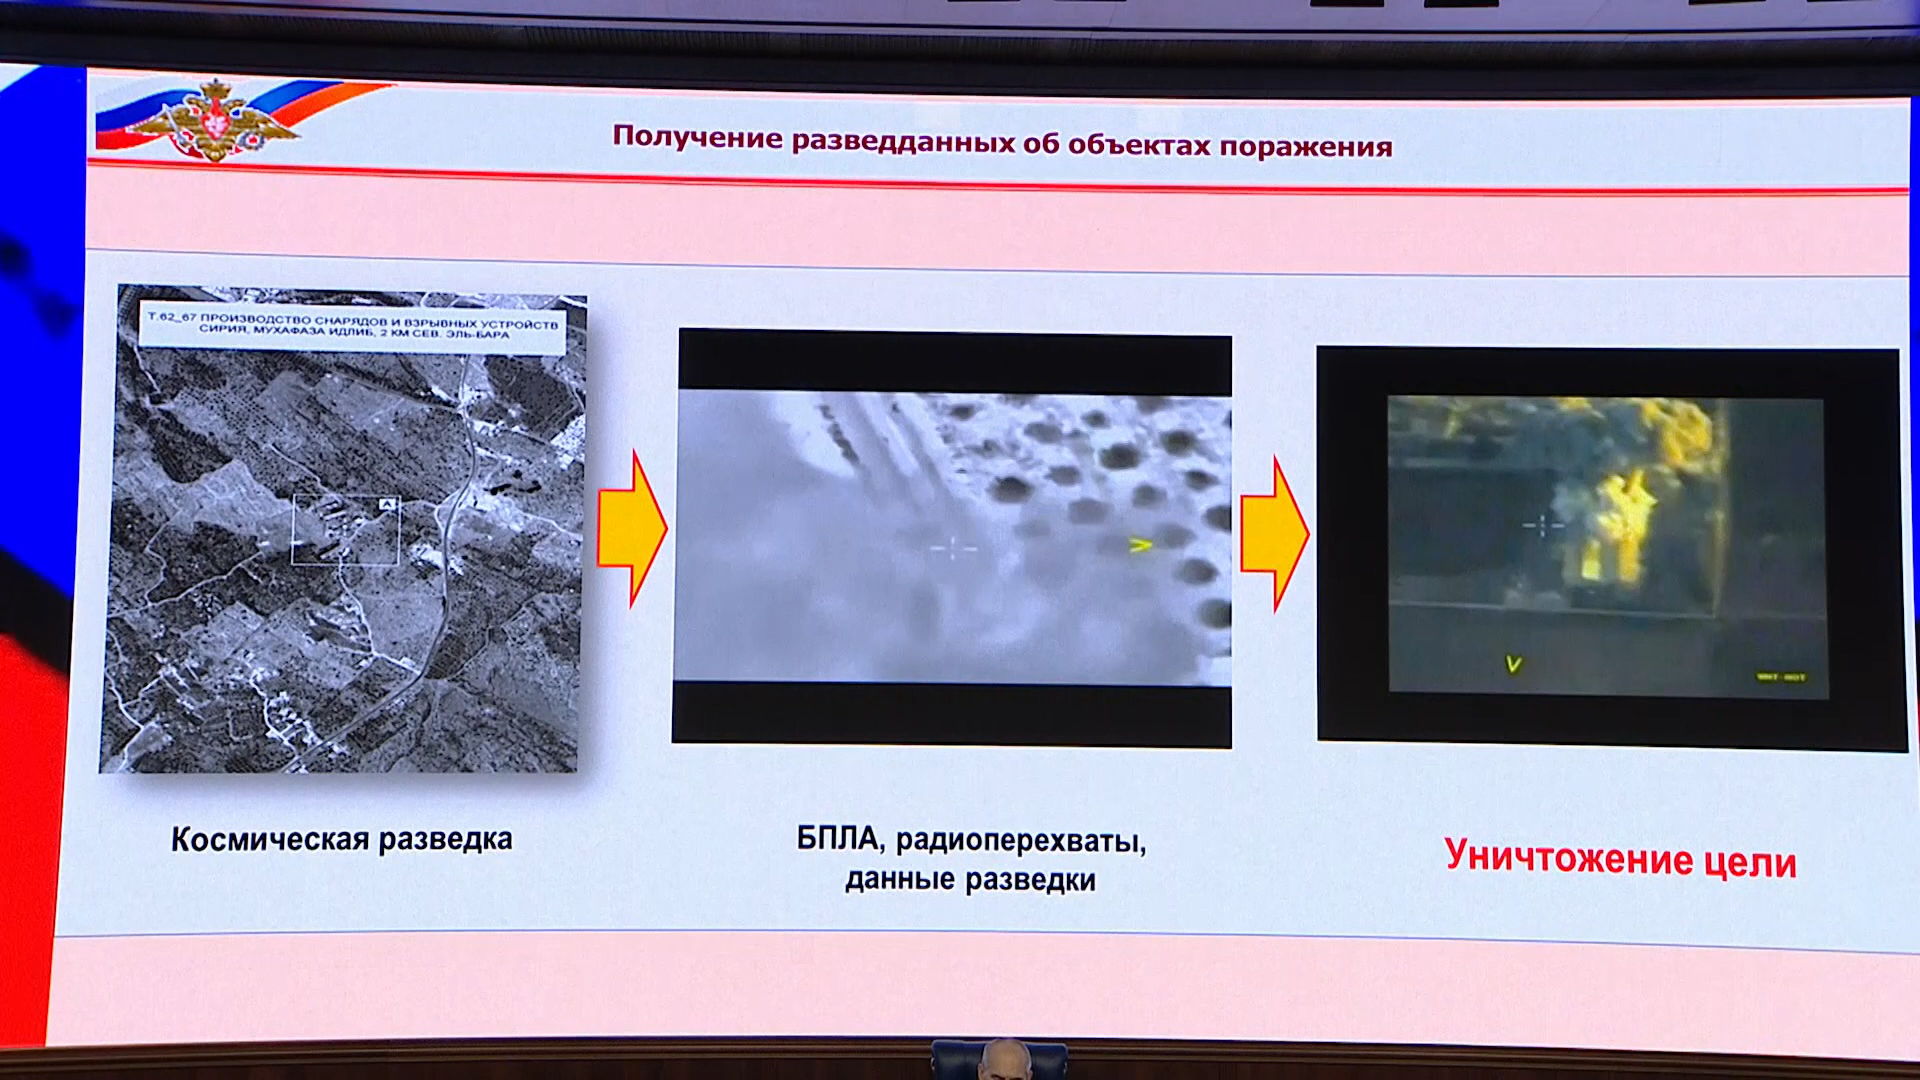 Получение разведданных об объектах поражения
Т.62_67 ПРОИЗВОДСТВО СНАРЯДОВ И ВЗРЫВНЫХ УСТРОЙСТВ
СИРИЯ, МУХАФАЗА ИДЛИБ, 2 КМ СЕВ. ЭЛЬ-БАРА
А
Космическая разведка
БПЛА, радиоперехваты,
данные разведки
Уничтожение цели